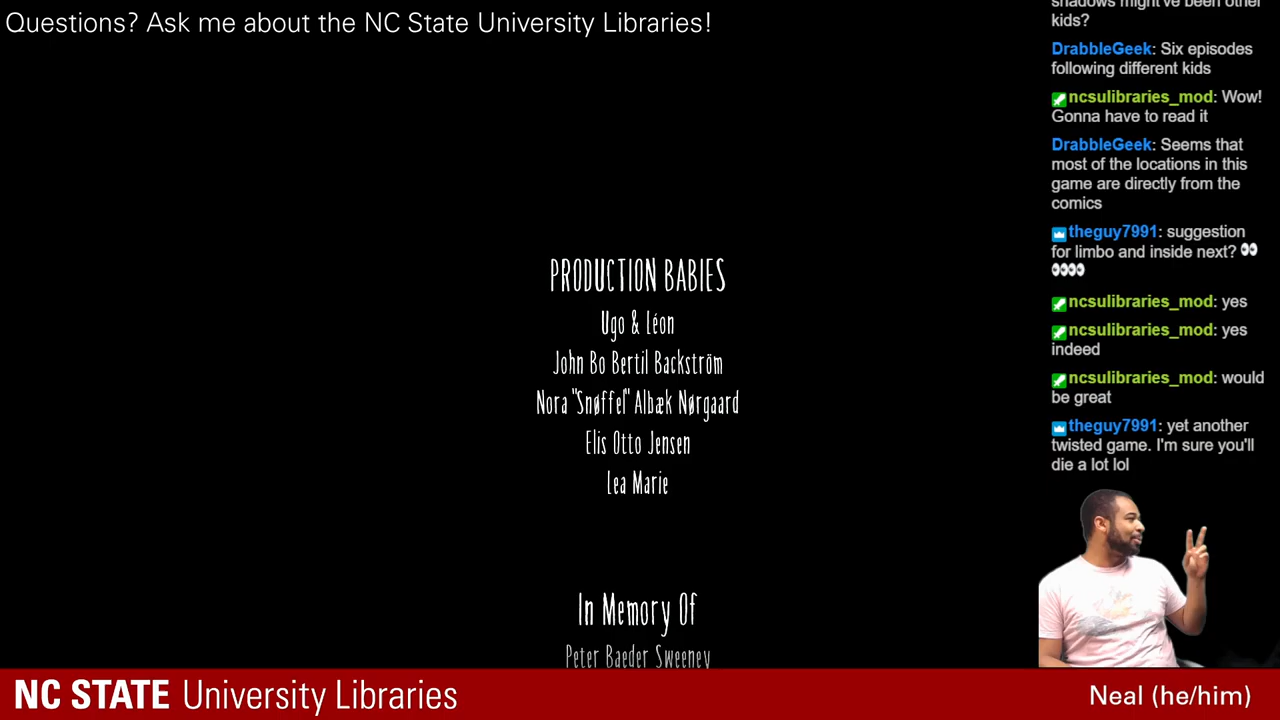 Questions? Ask me about the NC State University Libraries!
PRODUCTION BABIES
Ugo & Léon
John Bo Bertil Backström
Nora "Snøffel" Albæk Nørgaard
Elis Otto Jensen
Lea Marie
In Memory Of
Peter Baeder Sweeney
shadows might've been other
kids?
DrabbleGeek: Six episodes
following different kids
ncsulibraries_mod: Wow!
Gonna have to read it
DrabbleGeek: Seems that
most of the locations in this
game are directly from the
comics
theguy7991: suggestion
for limbo and inside next? 👀
👀👀
ncsulibraries_mod: yes
ncsulibraries_mod: yes
indeed
ncsulibraries_mod: would
be great
theguy7991: yet another
twisted game. I'm sure you'll
die a lot lol
NC STATE University Libraries
Neal (he/him)